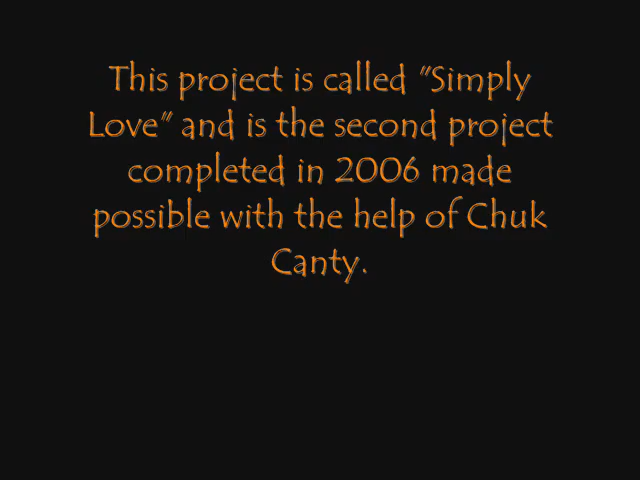 This project is called "Simply
Love" and is the second project
completed in 2006 made
possible with the help of Chuk
Canty.